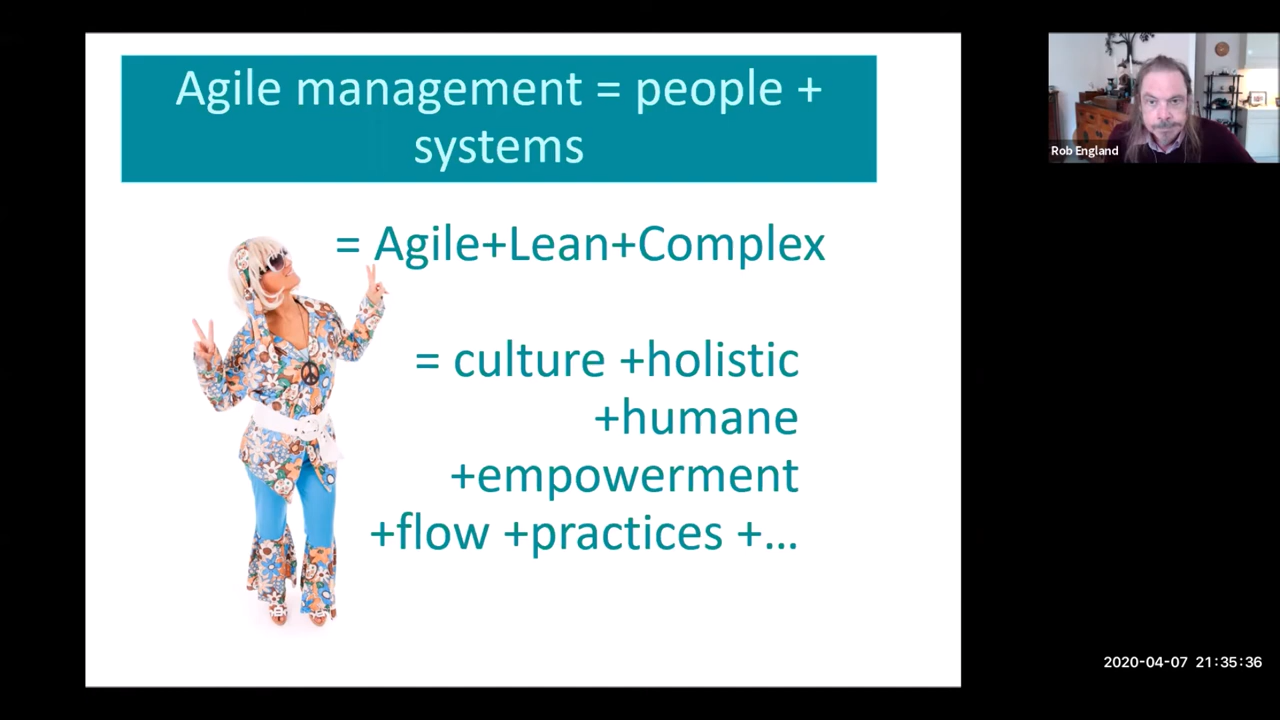 Agile management = people +
systems
= Agile+Lean+Complex
= culture +holistic
+humane
+empowerment
+flow +practices +...
Rob England
2020-04-07 21:35:36